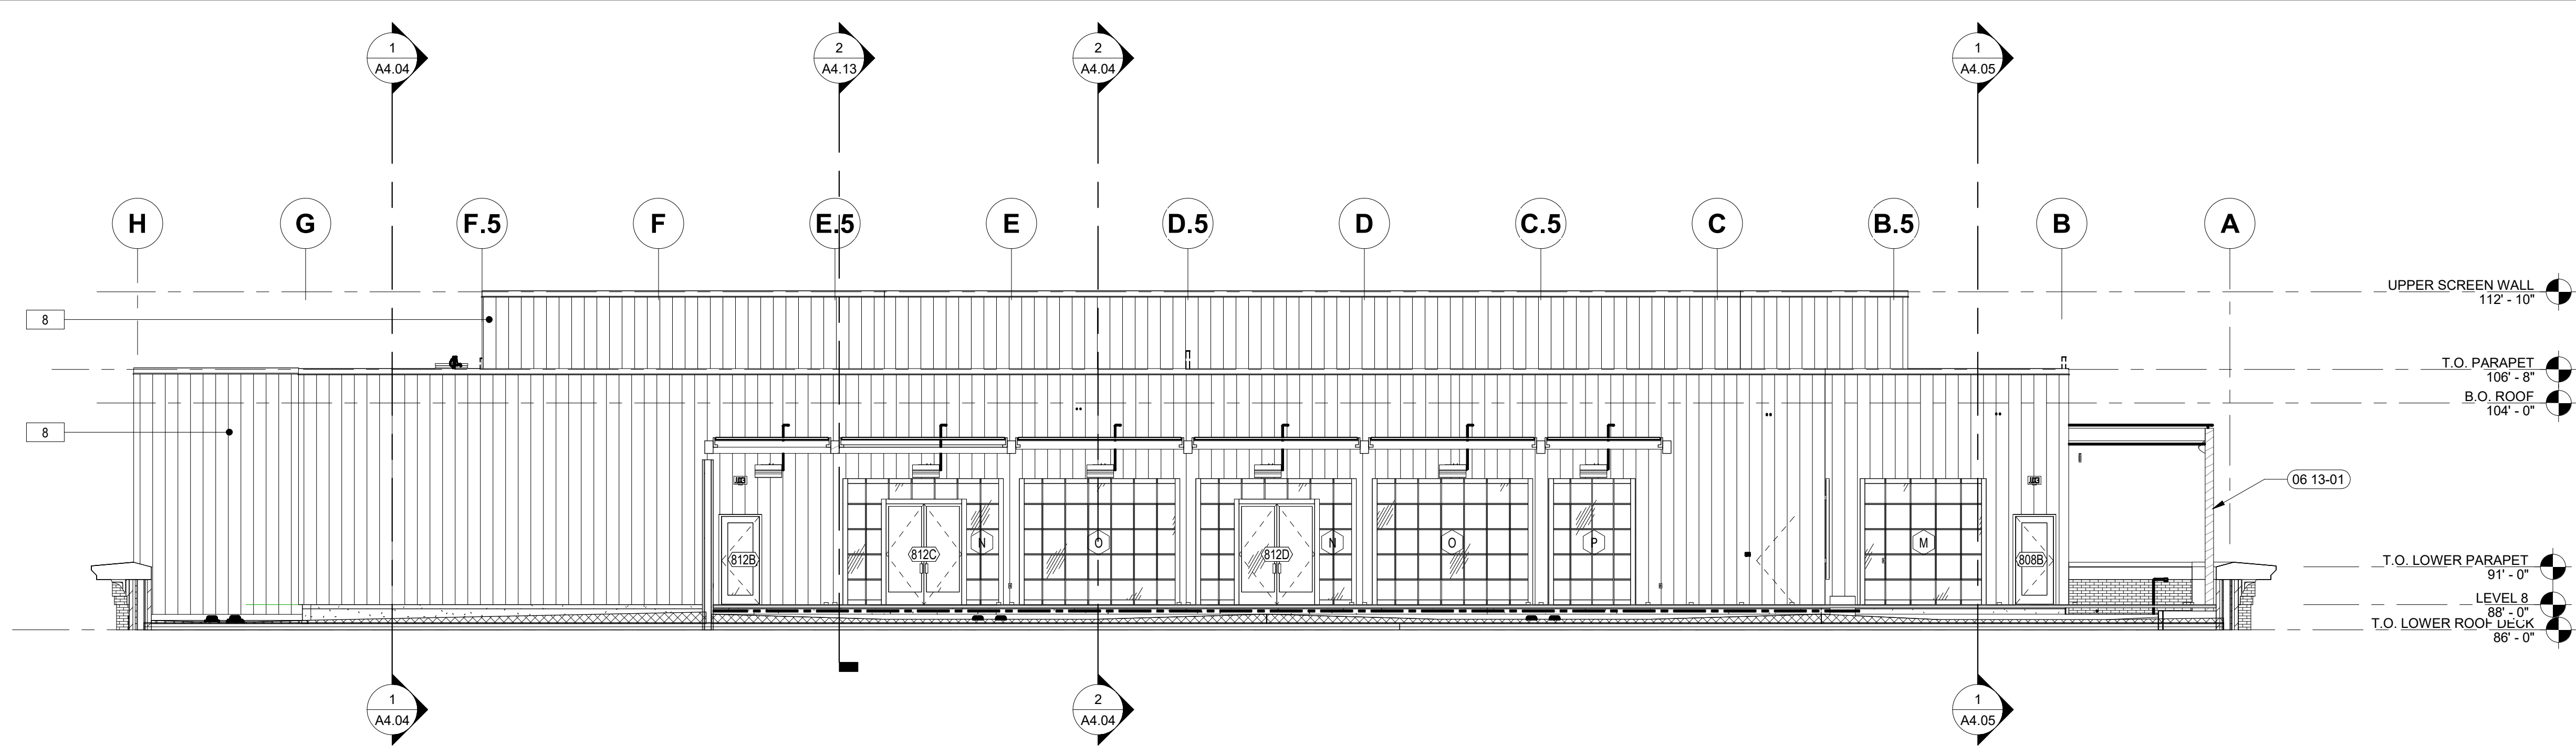 1
A4.04
2
A4.13
2
A4.04
1
A4.05
H
G
F.5
F
E.5
E
D.5
D
C.5
C
B.5
B
A
UPPER SCREEN WALL
112' - 10"
8
T.O. PARAPET
106' - 8"
B.O. ROOF
104' - 0"
8
06 13-01
N
O
N
O
P
M
812B
812C
812D
808B
T.O. LOWER PARAPET
91' - 0"
LEVEL 8
88' - 0"
T.O. LOWER ROOF DECK
86' - 0"
1
A4.04
2
A4.04
1
A4.05